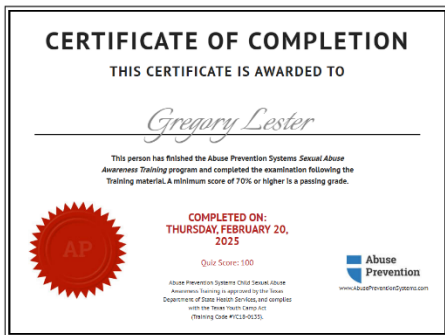 CERTIFICATE OF COMPLETION
THIS CERTIFICATE IS AWARDED TO
Gregory Lester
This person has finished the Abuse Prevention Systems Sexual Abuse
Awareness Training program and completed the examination following the
Training material. A minimum score of 70% or higher is a passing grade.
COMPLETED ON:
THURSDAY, FEBRUARY 20,
2025
Quiz Score: 100
Abuse Prevention Systems Child Sexual Abuse
Awareness Training is approved by the Texas
Department of State Health Services, and complies
with the Texas Youth Camp Act
(Training Code #YC13-0135).
AP
Abuse
Prevention
www.AbusePreventionSystems.com